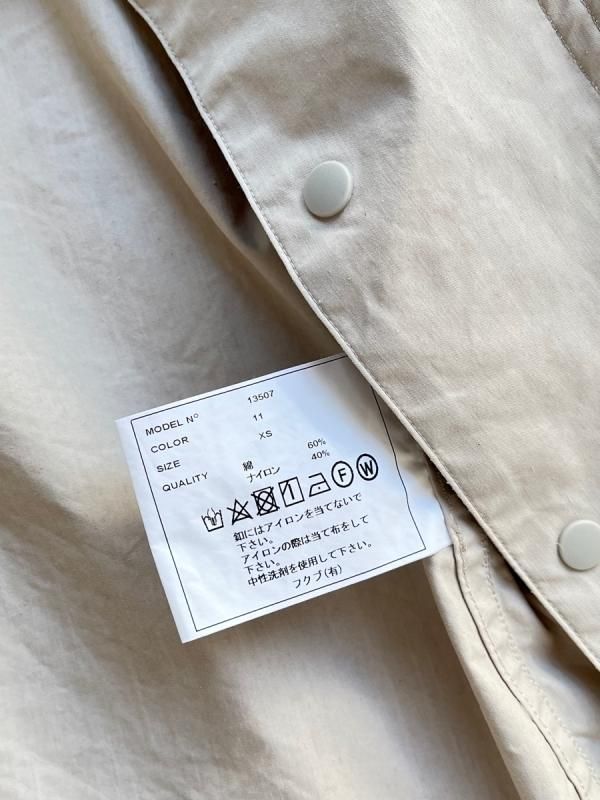 MODEL N° 13507
COLOR 11
SIZE XS
QUALITY 綿 60%
ナイロン 40%
F W
釦にはアイロンを当てないで
下さい。
アイロンの際は当て布をして
下さい。
中性洗剤を使用して下さい。
フクブ(有)